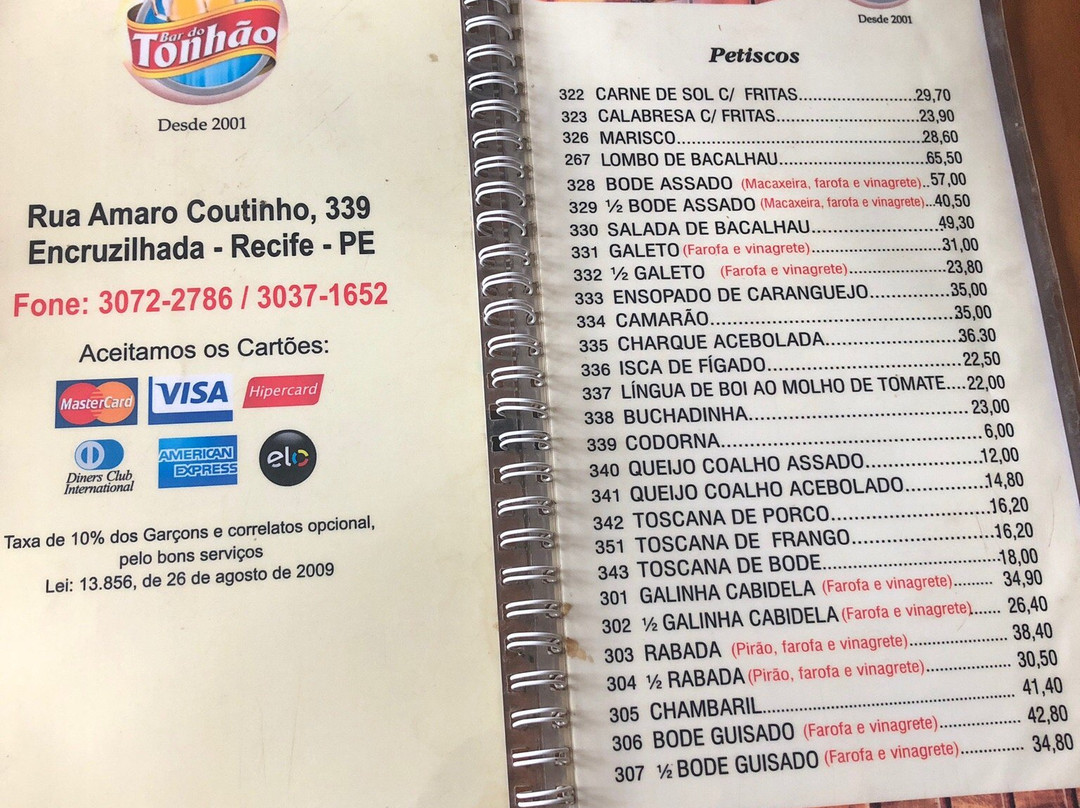 Bar do
Tonhão
Desde 2001
Rua Amaro Coutinho, 339
Encruzilhada - Recife - PE
Fone: 3072-2786 / 3037-1652
Aceitamos os Cartões:
MasterCard
VISA
Hipercard
Diners Club
International
AMERICAN
EXPRESS
elo
Taxa de 10% dos Garçons e correlatos opcional,
pelo bons serviços
Lei: 13.856, de 26 de agosto de 2009
Desde 2001
Petiscos
322 CARNE DE SOL C/ FRITAS...29,70
323 CALABRESA C/ FRITAS...23,90
326 MARISCO...28,60
267 LOMBO DE BACALHAU...65,50
328 BODE ASSADO (Macaxeira, farofa e vinagrete)..57,00
329 ½ BODE ASSADO (Macaxeira, farofa e vinagrete)...40,50
330 SALADA DE BACALHAU...49,30
331 GALETO (Farofa e vinagrete)...31,00
332 ½ GALETO (Farofa e vinagrete)...23,80
333 ENSOPADO DE CARANGUEJO...35,00
334 CAMARÃO...35,00
335 CHARQUE ACEBOLADA...36,30
336 ISCA DE FÍGADO...22,50
337 LÍNGUA DE BOI AO MOLHO DE TOMATE...22,00
338 BUCHADINHA...23,00
339 CODORNA...6,00
340 QUEIJO COALHO ASSADO...12,00
341 QUEIJO COALHO ACEBOLADO...14,80
342 TOSCANA DE PORCO...16,20
351 TOSCANA DE FRANGO...16,20
343 TOSCANA DE BODE...18,00
301 GALINHA CABIDELA (Farofa e vinagrete)...34,90
302 ½ GALINHA CABIDELA (Farofa e vinagrete)...26,40
303 RABADA (Pirão, farofa e vinagrete)...38,40
304 ½ RABADA (Pirão, farofa e vinagrete)...30,50
305 CHAMBARIL...41,40
306 BODE GUISADO (Farofa e vinagrete)...42,80
307 ½ BODE GUISADO (Farofa e vinagrete)...34,80